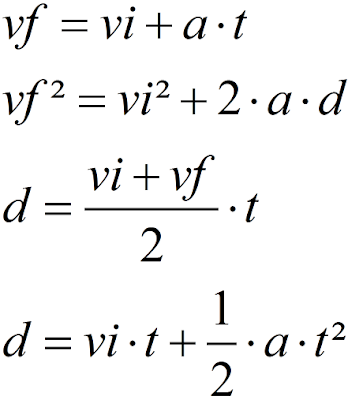 vf = vi + a · t
vf² = vi² + 2 · a · d
d = (vi + vf)/2 · t
d = vi · t + 1/2 · a · t²